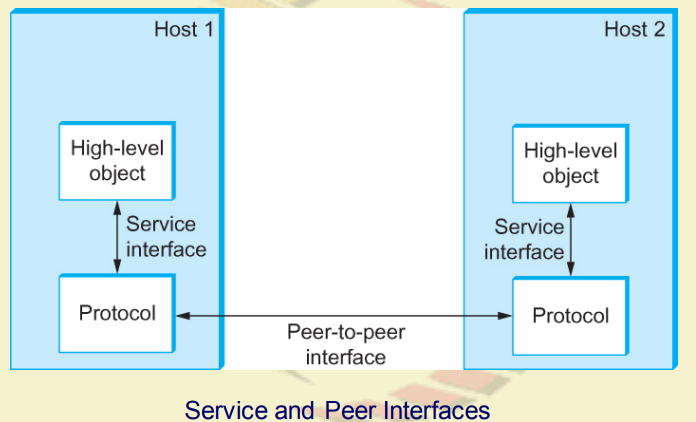 Host 1
Host 2
High-level
object
High-level
object
Service
interface
Service
interface
Protocol
Protocol
Peer-to-peer
interface
Service and Peer Interfaces